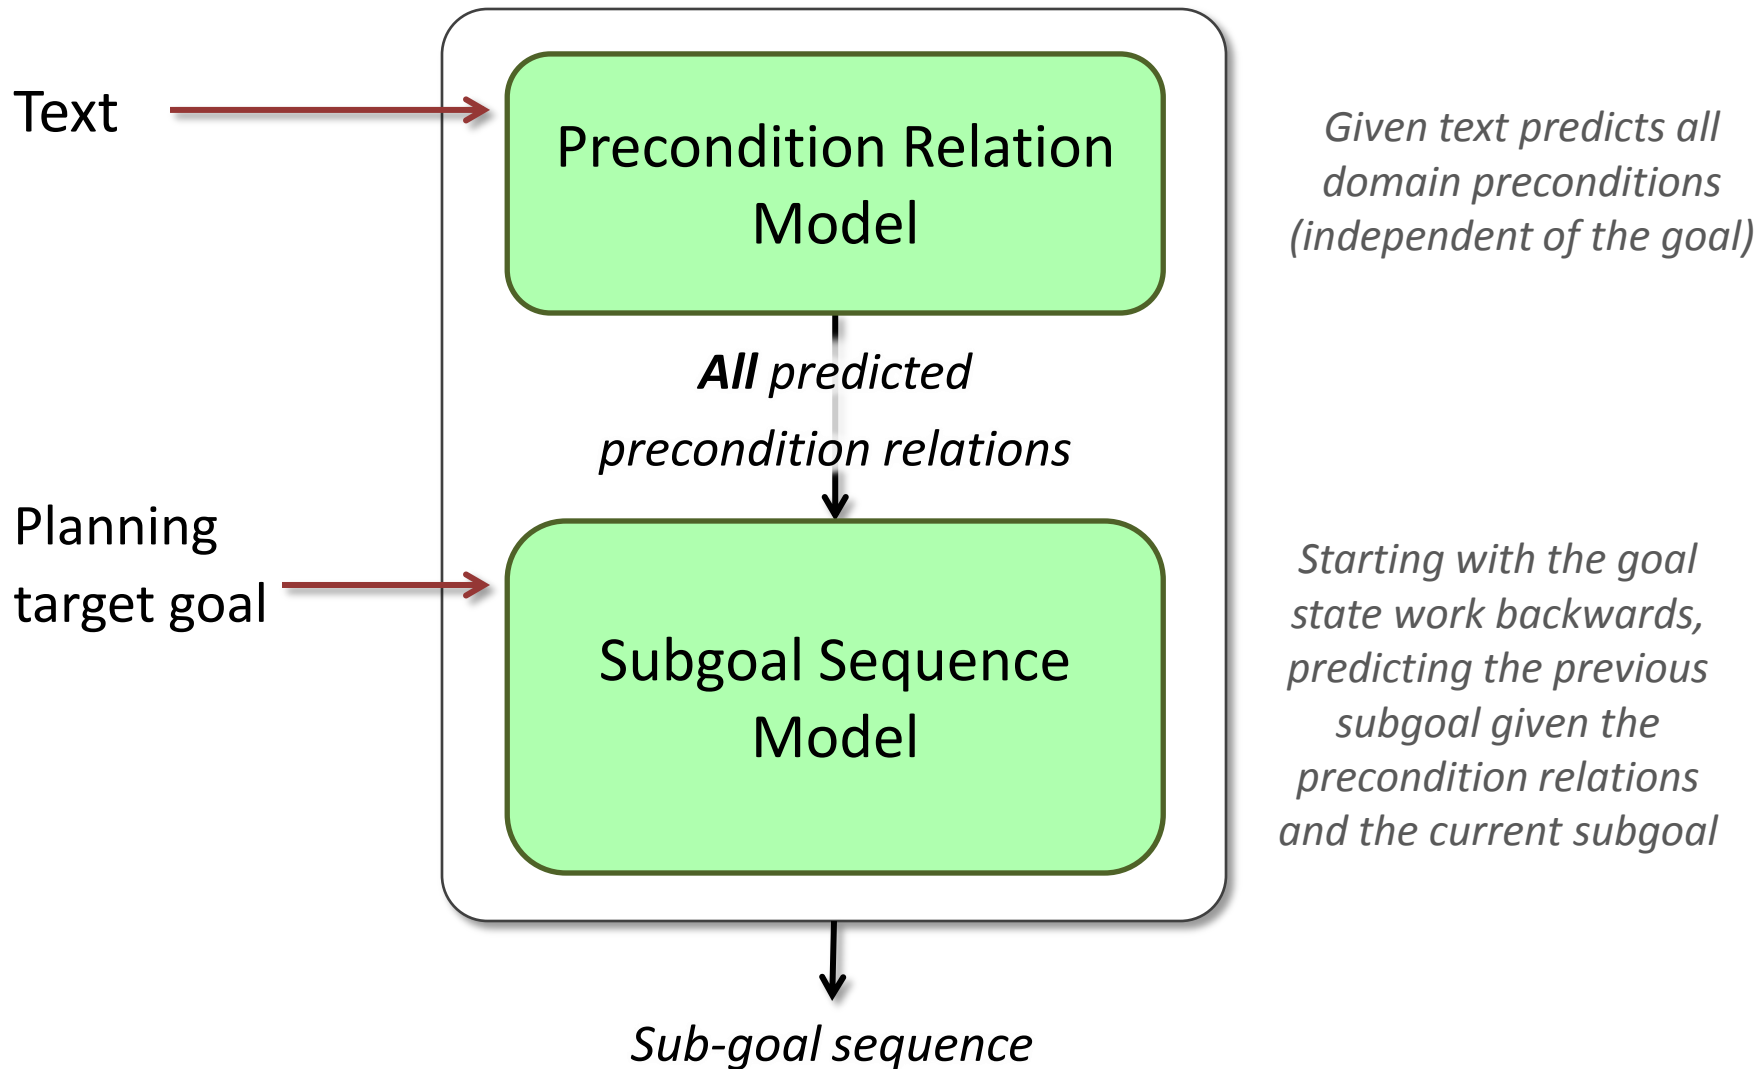 Text
Precondition Relation
Model
Given text predicts all
domain preconditions
(independent of the goal)
All predicted
precondition relations
Planning
target goal
Subgoal Sequence
Model
Starting with the goal
state work backwards,
predicting the previous
subgoal given the
precondition relations
and the current subgoal
Sub-goal sequence